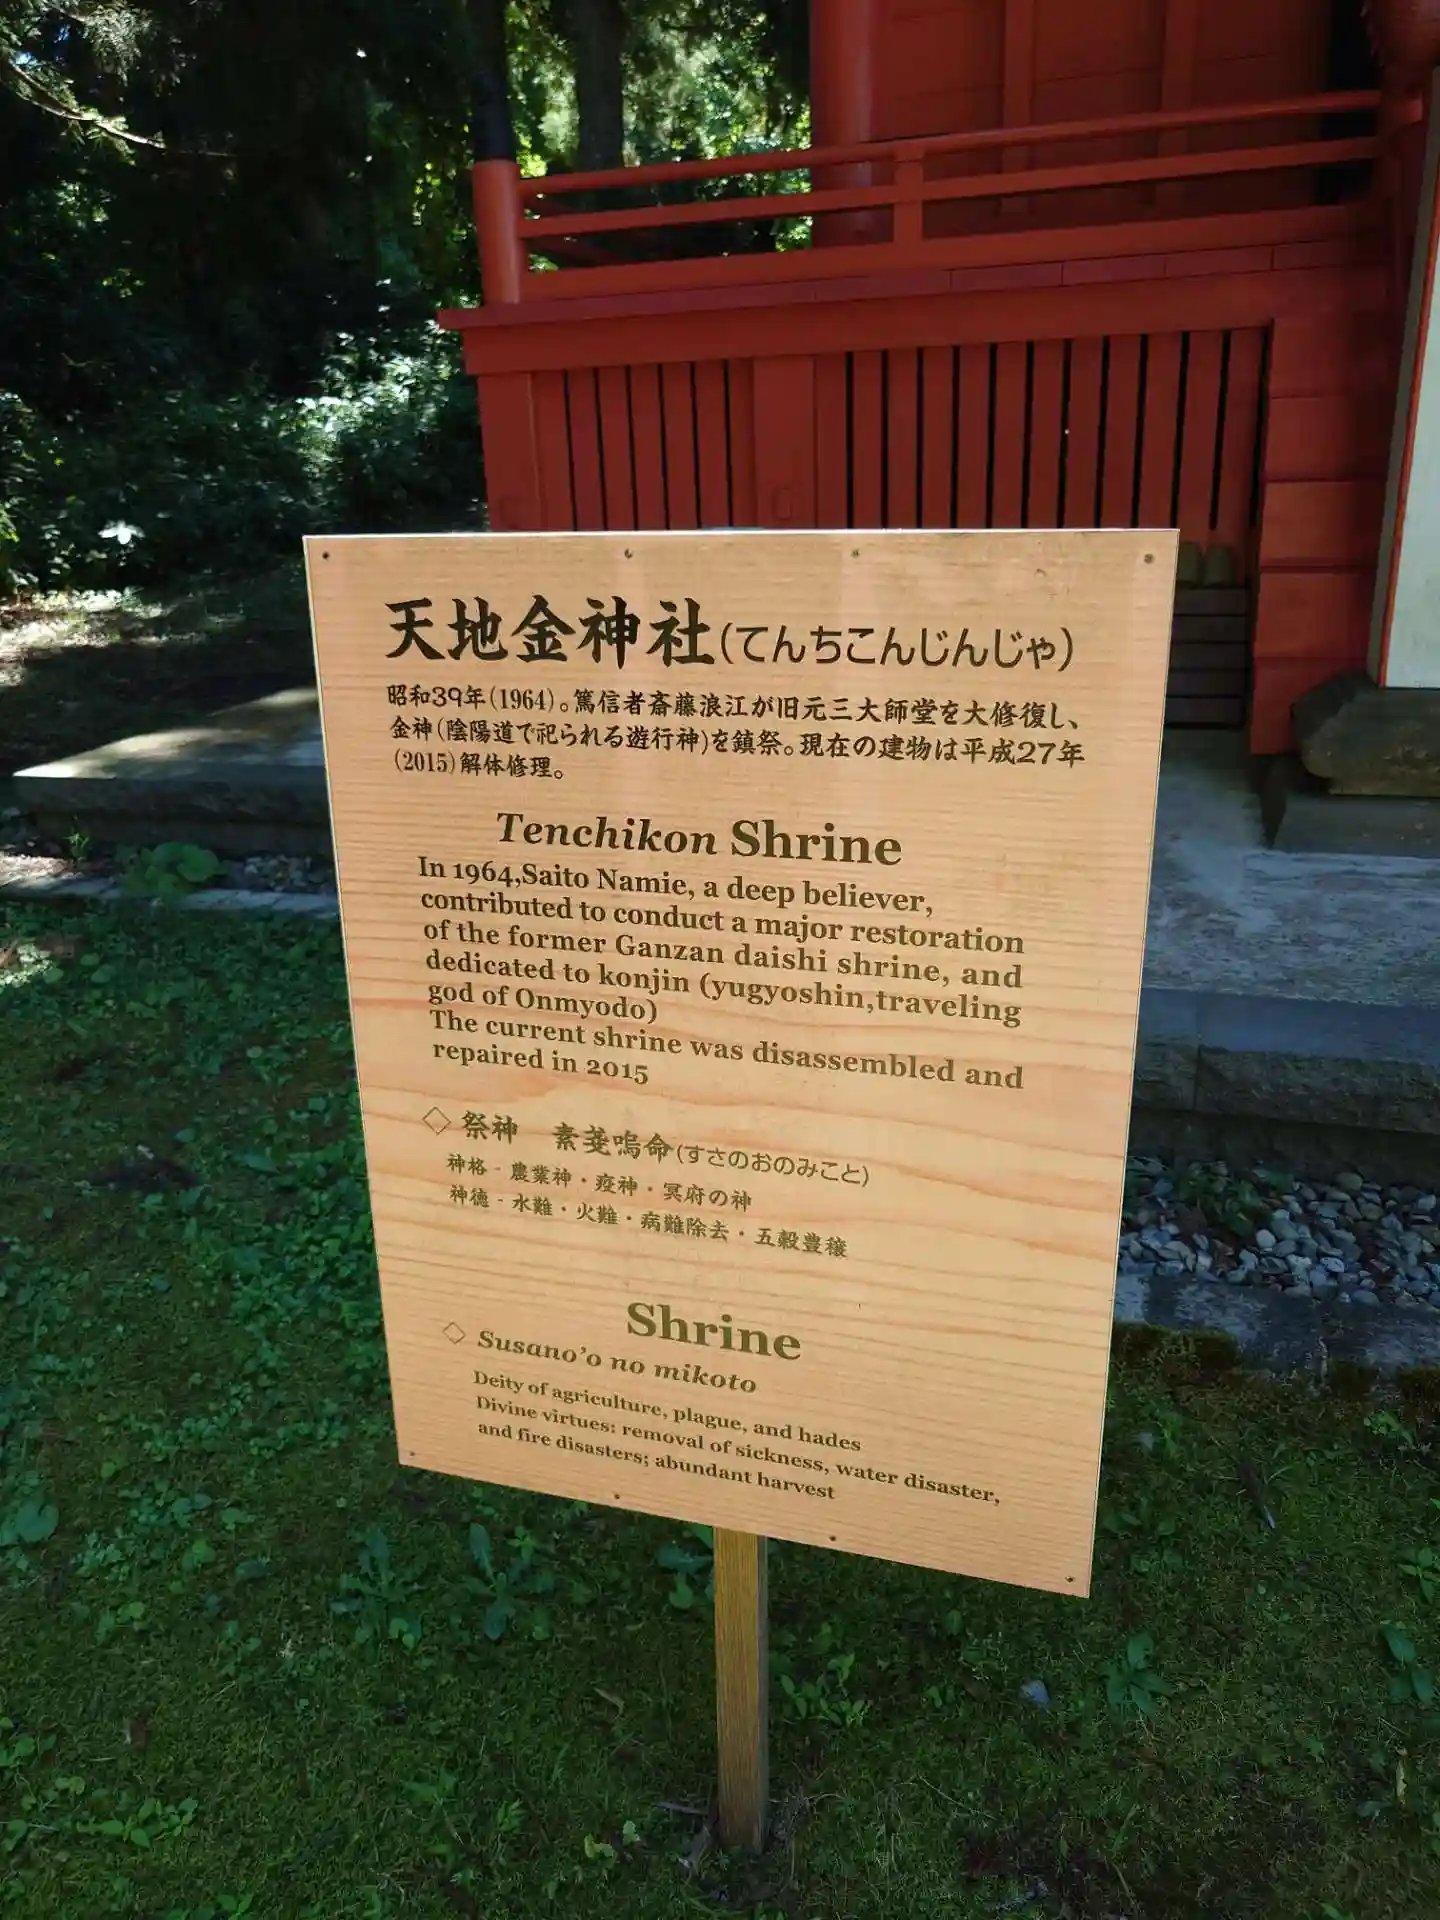 天地金神社(てんちこんじんじゃ)
昭和39年(1964)。篤信者斎藤浪江が旧元三大師堂を大修復し、
金神(陰陽道で祀られる遊行神)を鎮祭。現在の建物は平成27年
(2015)解体修理。
Tenchikon Shrine
In 1964,Saito Namie, a deep believer,
contributed to conduct a major restoration
of the former Ganzan daishi shrine, and
dedicated to konjin (yugyoshin,traveling
god of Onmyodo)
The current shrine was disassembled and
repaired in 2015
◇ 祭神 素戔嗚命(すさのおのみこと)
神格 - 農業神・疫神・冥府の神
神徳 - 水難・火難・病難除去・五穀豊穣
Shrine
◇ Susano'o no mikoto
Deity of agriculture, plague, and hades
Divine virtues: removal of sickness, water disaster,
and fire disasters; abundant harvest